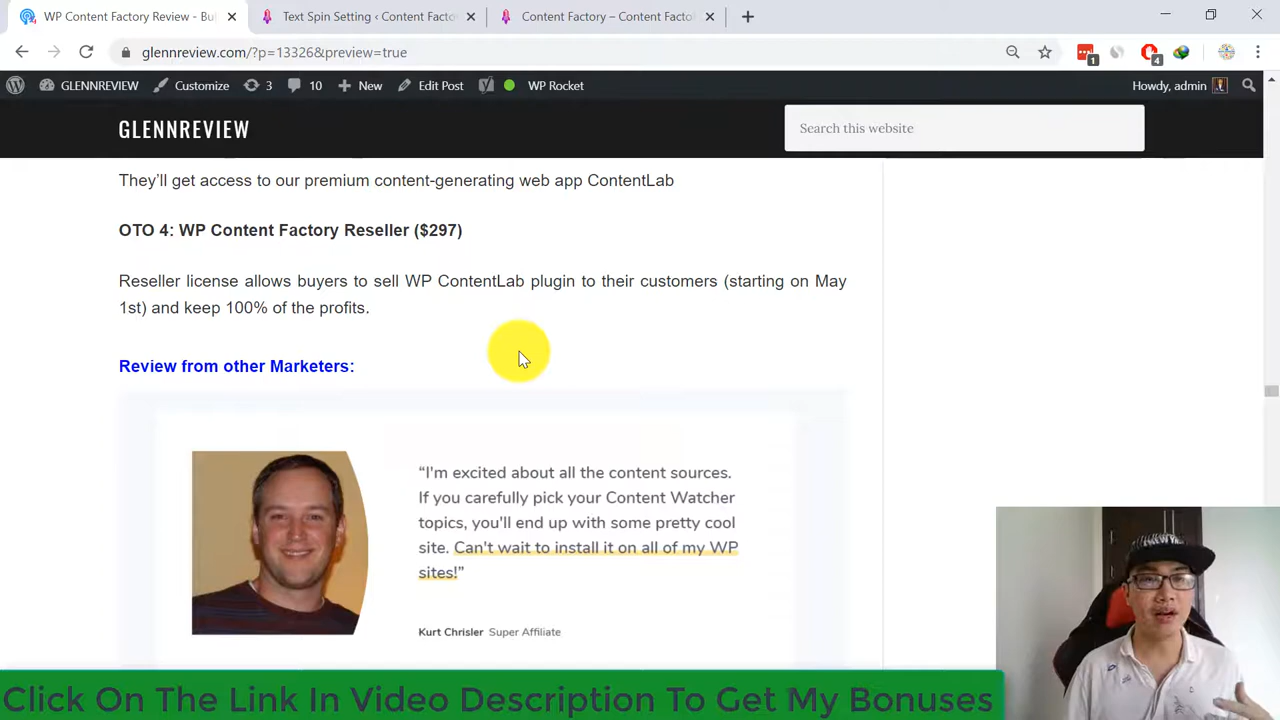 WP Content Factory Review - Bu
Text Spin Setting ‹ Content Facto
Content Factory – Content Facto
glennreview.com/?p=13326&preview=true
1
4
GLENNREVIEW
Customize
3
10
New
Edit Post
WP Rocket
Howdy, admin
GLENNREVIEW
Search this website
They'll get access to our premium content-generating web app ContentLab
OTO 4: WP Content Factory Reseller ($297)
Reseller license allows buyers to sell WP ContentLab plugin to their customers (starting on May
1st) and keep 100% of the profits.
Review from other Marketers:
“I'm excited about all the content sources.
If you carefully pick your Content Watcher
topics, you'll end up with some pretty cool
site. Can't wait to install it on all of my WP
sites!”
Kurt Chrisler Super Affiliate
Click On The Link In Video Description To Get My Bonuses